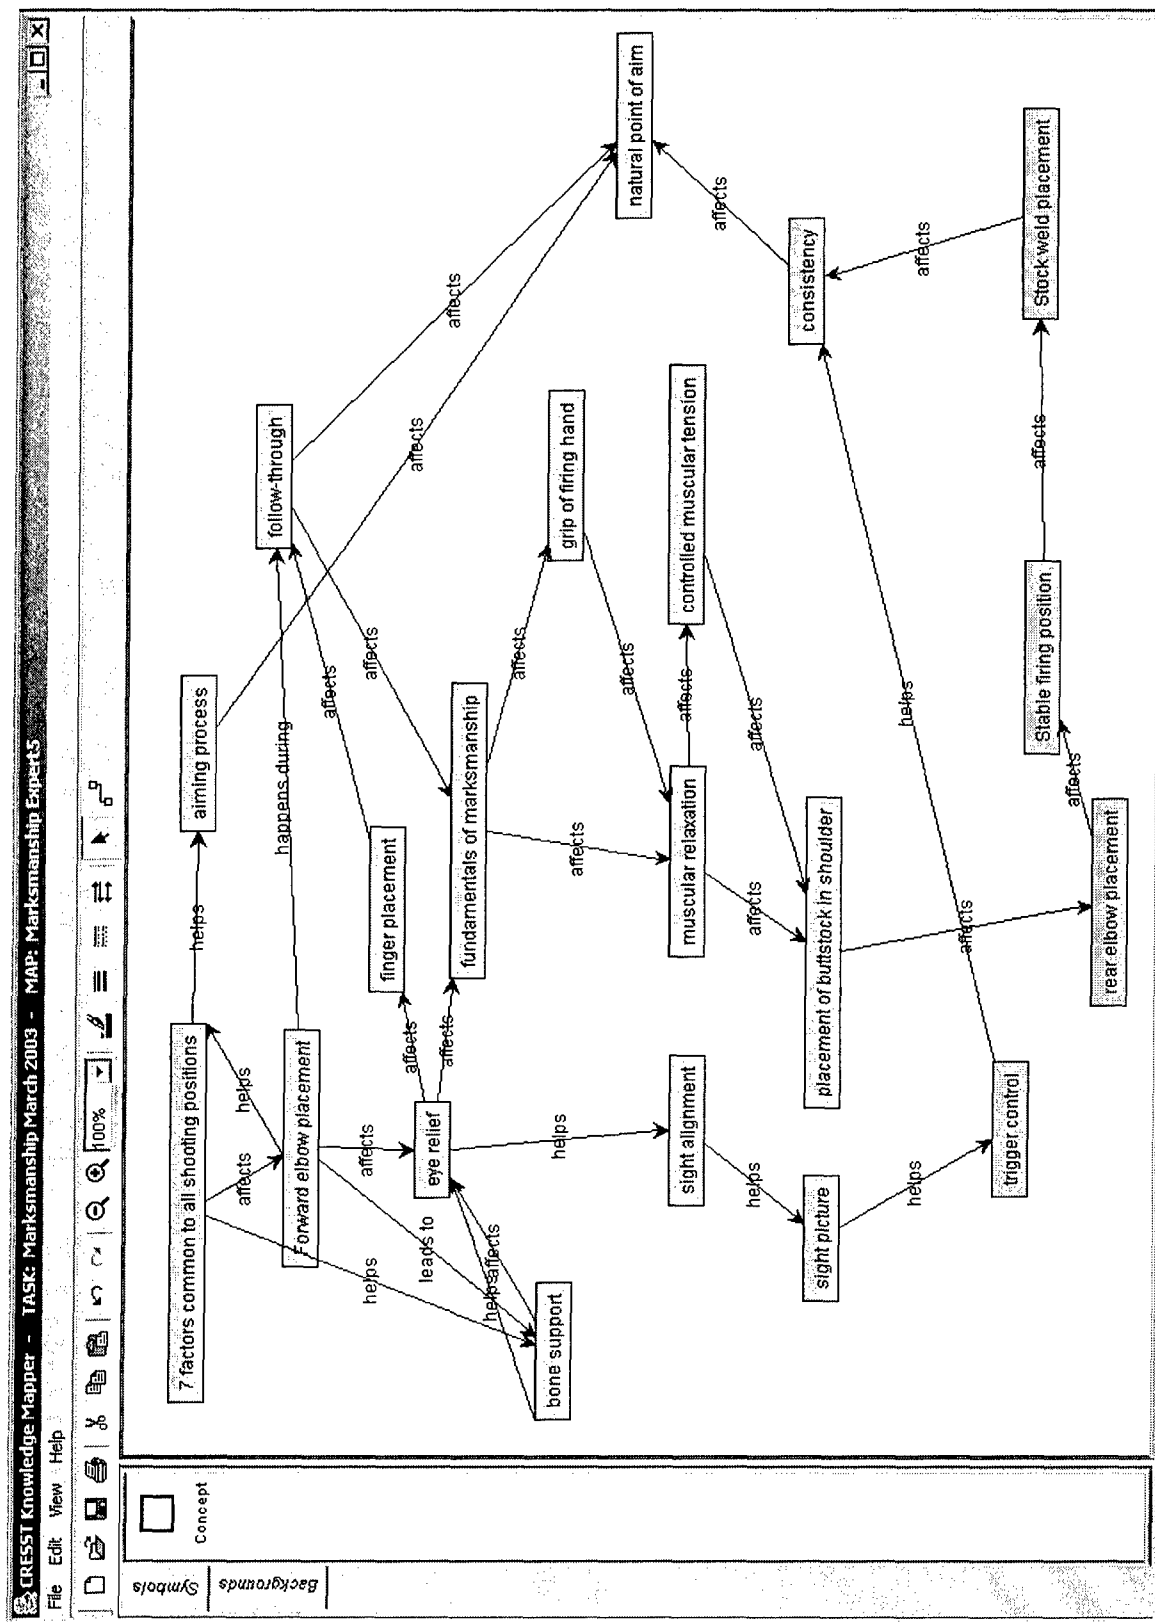 CRESST Knowledge Mapper - TASK: Marksmanship March 2003 - MAP: Marksmanship Expert5
File Edit View Help
100%
Symbols
Backgrounds
Concept
7 factors common to all shooting positions
helps
aiming process
affects
helps
Forward elbow placement
happens during
follow-through
helps
leads to
affects
affects
finger placement
affects
affects
affects
affects
eye relief
affects
fundamentals of marksmanship
helps
affects
bone support
helps
affects
affects
grip of firing hand
natural point of aim
affects
sight alignment
muscular relaxation
affects
controlled muscular tension
affects
helps
affects
affects
sight picture
placement of buttstock in shoulder
consistency
helps
helps
affects
affects
trigger control
Stable firing position
affects
Stock weld placement
affects
rear elbow placement